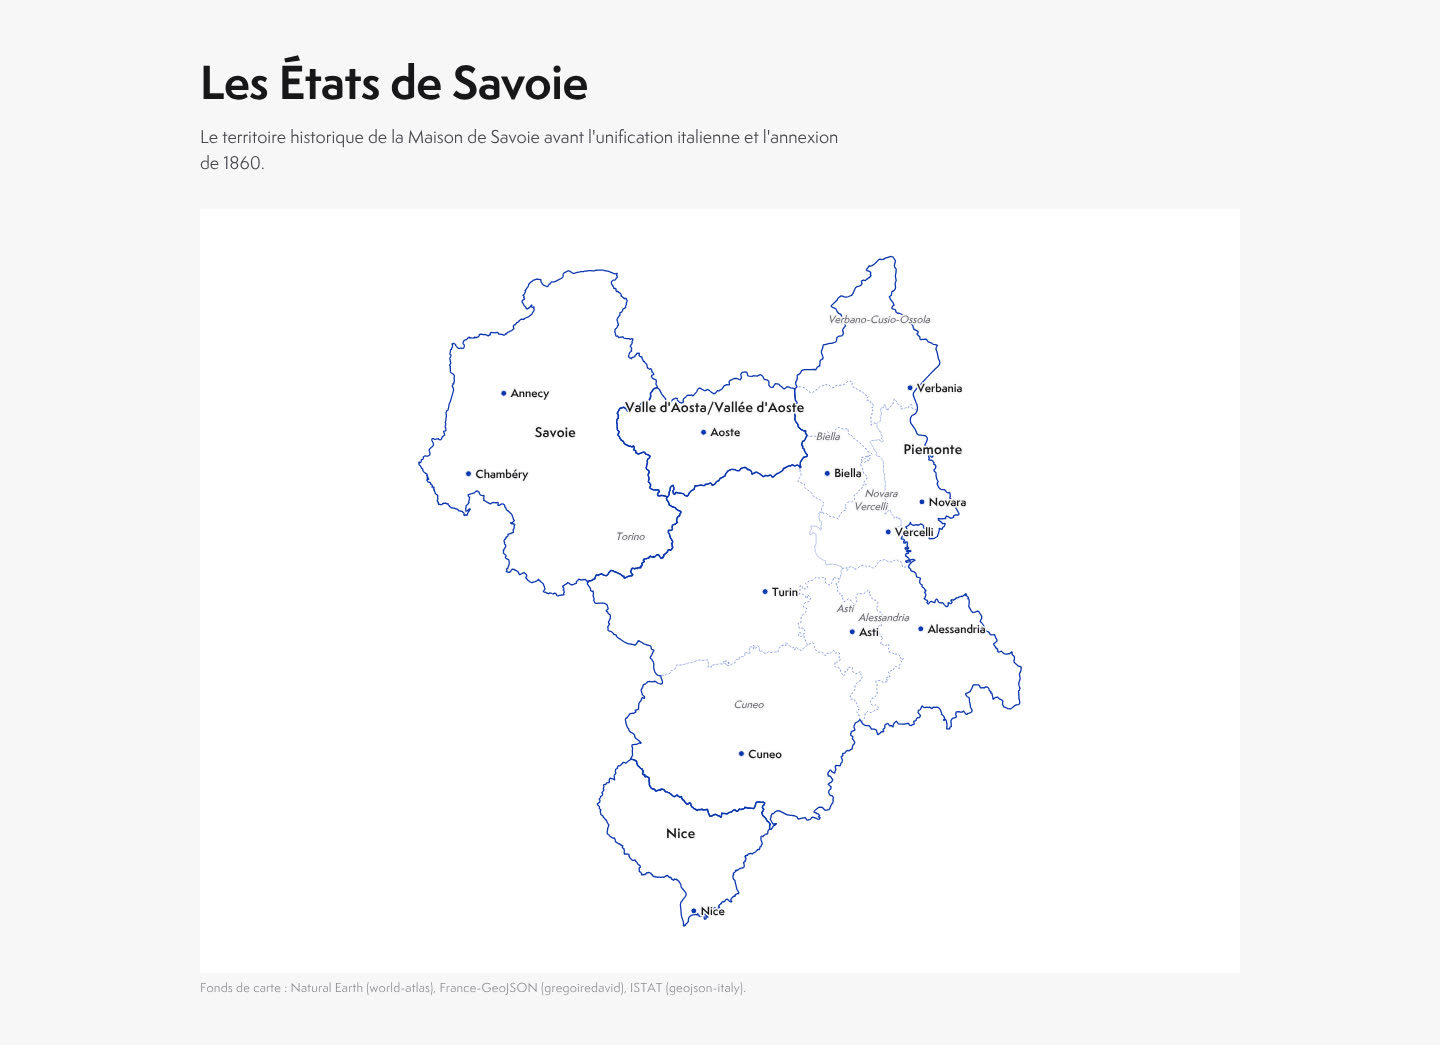 Les États de Savoie
Le territoire historique de la Maison de Savoie avant l'unification italienne et l'annexion
de 1860.
Verbano-Cusio-Ossola
Verbania
Annecy
Valle d'Aosta/Vallée d'Aoste
Savoie
Aoste
Biella
Piemonte
Chambéry
Biella
Novara
Novara
Vercelli
Vercelli
Torino
Turin
Asti
Alessandria
Asti
Alessandria
Cuneo
Cuneo
Nice
Nice
Fonds de carte : Natural Earth (world-atlas), France-GeoJSON (gregoiredavid), ISTAT (geojson-italy).